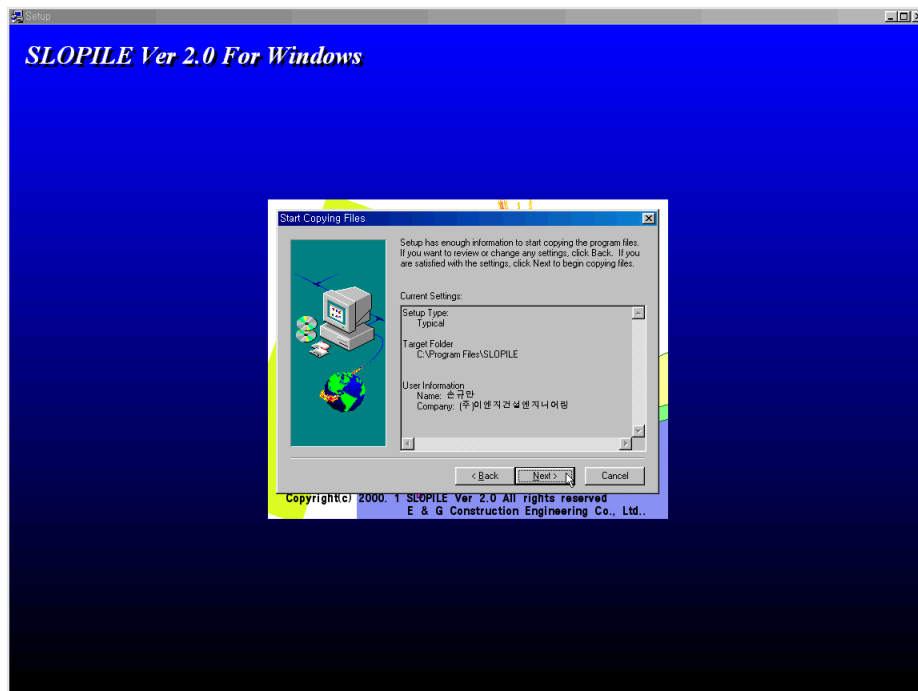 Setup
SLOPILE Ver 2.0 For Windows
Start Copying Files
Setup has enough information to start copying the program files.
If you want to review or change any settings, click Back.  If you
are satisfied with the settings, click Next to begin copying files.
Current Settings:
Setup Type:
Typical
Target Folder
C:\Program Files\SLOPILE
User Information
Name: 손규만
Company: (주)이엔지건설엔지니어링
< Back
Next >
Cancel
Copyright(c) 2000. 1 SLOPILE Ver 2.0 All rights reserved
E & G Construction Engineering Co., Ltd..